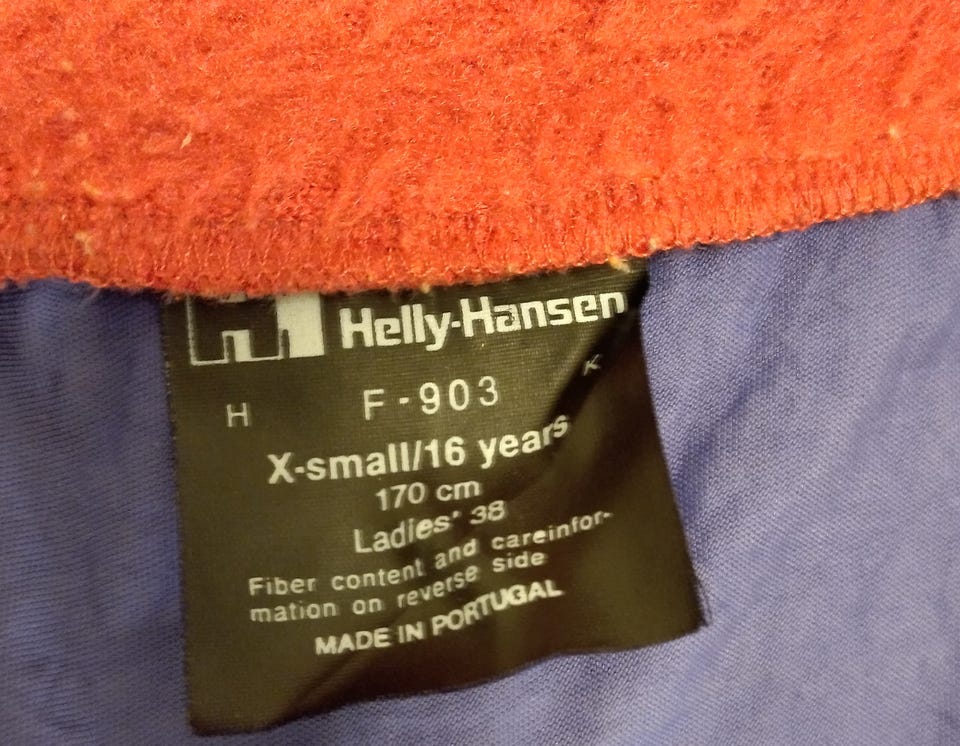 Helly-Hansen
H F-903 K
X-small/16 years
170 cm
Ladies' 38
Fiber content and careinfor-
mation on reverse side
MADE IN PORTUGAL